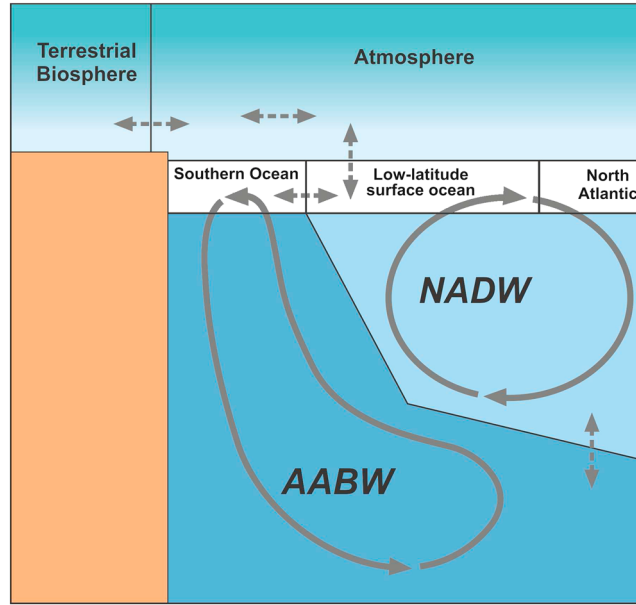 Terrestrial
Biosphere
Atmosphere
Southern Ocean
Low-latitude
surface ocean
North
Atlantic
NADW
AABW